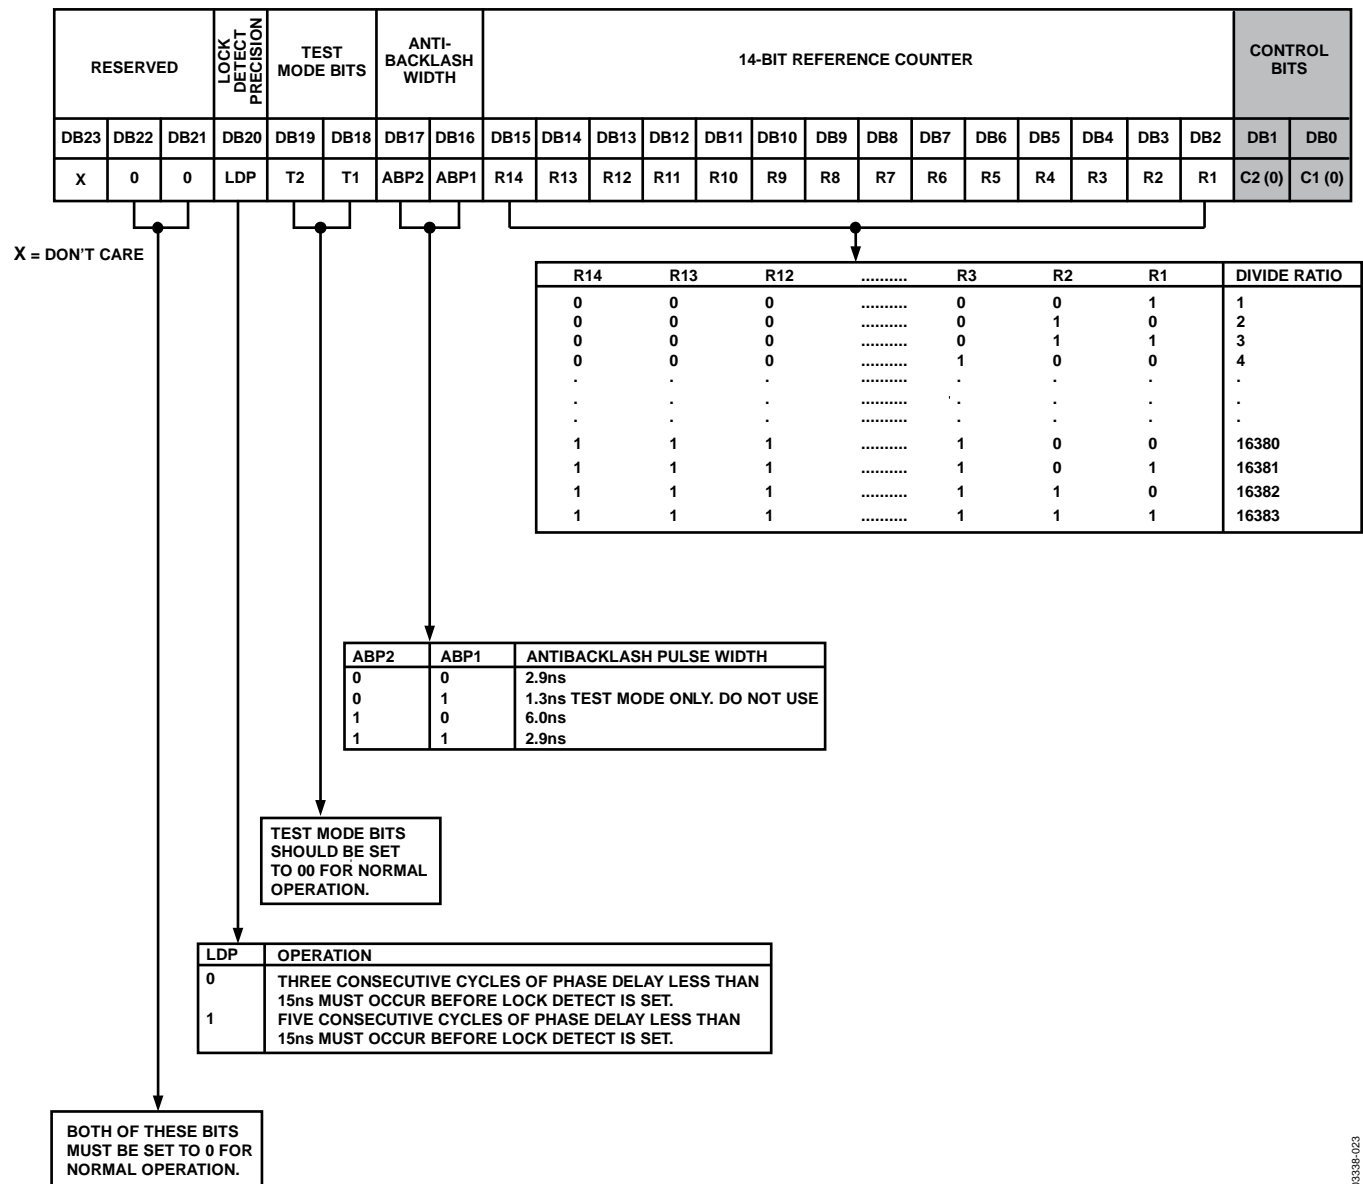 RESERVED
LOCK
DETECT
PRECISION
TEST
MODE BITS
ANTI-
BACKLASH
WIDTH
14-BIT REFERENCE COUNTER
CONTROL
BITS
DB23 DB22 DB21 DB20 DB19 DB18 DB17 DB16 DB15 DB14 DB13 DB12 DB11 DB10 DB9 DB8 DB7 DB6 DB5 DB4 DB3 DB2 DB1 DB0
X 0 0 LDP T2 T1 ABP2 ABP1 R14 R13 R12 R11 R10 R9 R8 R7 R6 R5 R4 R3 R2 R1 C2 (0) C1 (0)
X = DON'T CARE
R14 R13 R12 .......... R3 R2 R1 DIVIDE RATIO
0 0 0 .......... 0 0 1 1
0 0 0 .......... 0 1 0 2
0 0 0 .......... 0 1 1 3
0 0 0 .......... 1 0 0 4
. . . .......... . . . .
. . . .......... . . . .
. . . .......... . . . .
1 1 1 .......... 1 0 0 16380
1 1 1 .......... 1 0 1 16381
1 1 1 .......... 1 1 0 16382
1 1 1 .......... 1 1 1 16383
ABP2 ABP1 ANTIBACKLASH PULSE WIDTH
0 0 2.9ns
0 1 1.3ns TEST MODE ONLY. DO NOT USE
1 0 6.0ns
1 1 2.9ns
TEST MODE BITS
SHOULD BE SET
TO 00 FOR NORMAL
OPERATION.
LDP OPERATION
0 THREE CONSECUTIVE CYCLES OF PHASE DELAY LESS THAN
15ns MUST OCCUR BEFORE LOCK DETECT IS SET.
1 FIVE CONSECUTIVE CYCLES OF PHASE DELAY LESS THAN
15ns MUST OCCUR BEFORE LOCK DETECT IS SET.
BOTH OF THESE BITS
MUST BE SET TO 0 FOR
NORMAL OPERATION.
03338-023